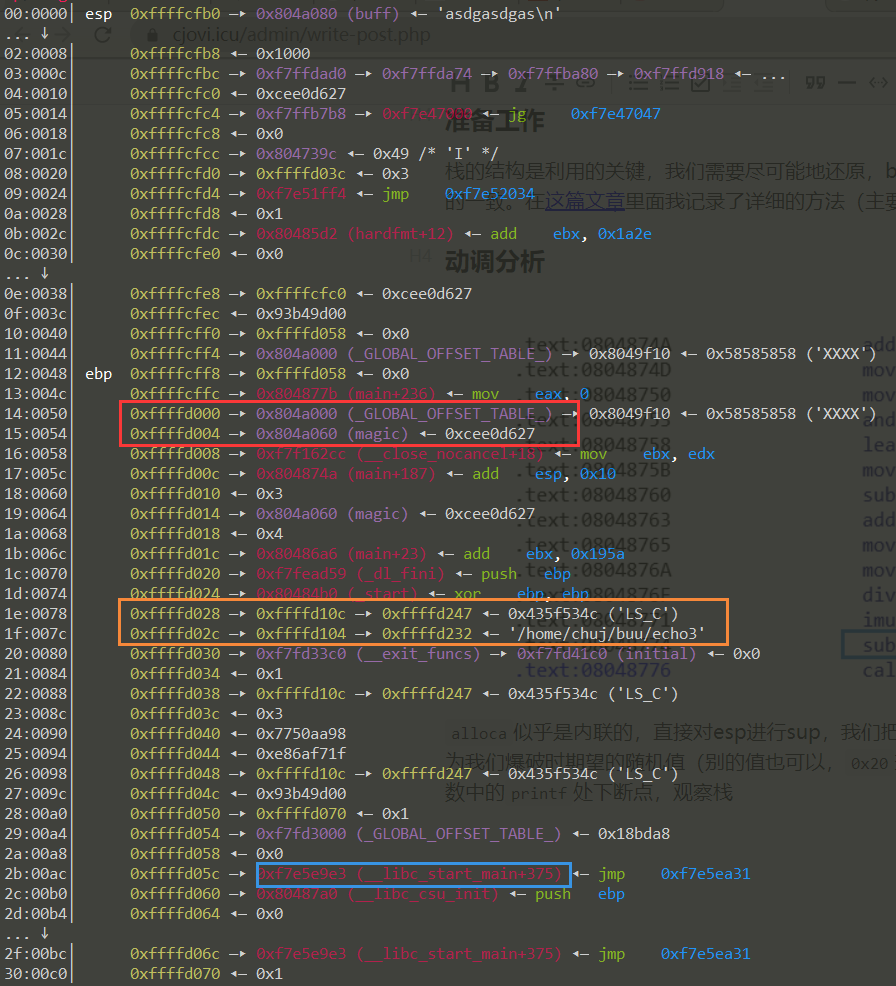 00:0000│ esp 0xffffcfb0 —▸ 0x804a080 (buff) ◂— 'asdgasdgas\n'
... ↓ cjovi.icu/admin/write-post.php
02:0008│ 0xffffcfb8 ◂— 0x1000
03:000c│ 0xffffcfbc —▸ 0xf7ffdad0 —▸ 0xf7ffda74 —▸ 0xf7ffba80 —▸ 0xf7ffd918 ◂— ...
04:0010│ 0xffffcfc0 ◂— 0xcee0d627
05:0014│ 0xffffcfc4 —▸ 0xf7ffb7b8 —▸ ◂— jg 0xf7e47047
准备工作
06:0018│ 0xffffcfc8 ◂— 0x0
07:001c│ 0xffffcfcc —▸ 0x804739c ◂— 0x49 /* 'I' */
栈的结构是利用的关键，我们需要尽可能地还原，b
08:0020│ 0xffffcfd0 —▸ 0xffffd03c ◂— 0x3
09:0024│ 0xffffcfd4 —▸ 0xf7e51ff4 ◂— jmp 0xf7e52034
的一致。在这篇文章里面我记录了详细的方法（主要
0a:0028│ 0xffffcfd8 ◂— 0x1
0b:002c│ 0xffffcfdc —▸ 0x80485d2 (hardfmt+12) ◂— add ebx, 0x1a2e
0c:0030│ 0xffffcfe0 ◂— 0x0
H4 动调分析
... ↓
0e:0038│ 0xffffcfe8 —▸ 0xffffcfc0 ◂— 0xcee0d627
0f:003c│ 0xffffcfec ◂— 0x93b49d00
10:0040│ 0xffffcff0 —▸ 0xffffd058 ◂— 0x0
.text:0804874A add
11:0044│ 0xffffcff4 —▸ 0x804a000 (_GLOBAL_OFFSET_TABLE_) —▸ 0x8049f10 ◂— 0x58585858 ('XXXX')
.text:0804874D mov
12:0048│ ebp 0xffffcff8 —▸ 0xffffd058 ◂— 0x0
.text:08048750 mov
13:004c│ 0xffffcffc —▸ 0x804877b (main+236) ◂— mov eax, 0
14:0050│ 0xffffd000 —▸ 0x804a000 (_GLOBAL_OFFSET_TABLE_) —▸ 0x8049f10 ◂— 0x58585858 ('XXXX')
15:0054│ 0xffffd004 —▸ 0x804a060 (magic) ◂— 0xcee0d627
.text:08048758 lea
16:0058│ 0xffffd008 —▸ 0xf7f162cc (__close_nocancel+18) ◂— mov ebx, edx
.text:0804875B mov
17:005c│ 0xffffd00c —▸ 0x804874a (main+187) ◂— add esp, 0x10
18:0060│ 0xffffd010 ◂— 0x3
.text:08048760 sub
19:0064│ 0xffffd014 —▸ 0x804a060 (magic) ◂— 0xcee0d627
.text:08048763 add
1a:0068│ 0xffffd018 ◂— 0x4
.text:08048765 mov
1b:006c│ 0xffffd01c —▸ 0x80486a6 (main+23) ◂— add ebx, 0x195a
.text:0804876A mov
1c:0070│ 0xffffd020 —▸ 0xf7fead59 (_dl_fini) ◂— push ebp
1d:0074│ 0xffffd024 —▸ 0x80484b0 (_start) ◂— xor ebp, ebp
div
1e:0078│ 0xffffd028 —▸ 0xffffd10c —▸ 0xffffd247 ◂— 0x435f534c ('LS_C')
imu
1f:007c│ 0xffffd02c —▸ 0xffffd104 —▸ 0xffffd232 ◂— '/home/chuj/buu/echo3'
sub
20:0080│ 0xffffd030 —▸ 0xf7fd33c0 (__exit_funcs) —▸ 0xf7fd41c0 (initial) ◂— 0x0
21:0084│ 0xffffd034 ◂— 0x1
.text:08048776 cal
22:0088│ 0xffffd038 —▸ 0xffffd10c —▸ 0xffffd247 ◂— 0x435f534c ('LS_C')
23:008c│ 0xffffd03c ◂— 0x3
24:0090│ 0xffffd040 ◂— 0x7750aa98
alloca 似乎是内联的，直接对esp进行sup，我们把
25:0094│ 0xffffd044 ◂— 0xe86af71f
26:0098│ 0xffffd048 —▸ 0xffffd10c —▸ 0xffffd247 ◂— 0x435f534c ('LS_C')
为我们爆破时期望的随机值（别的值也可以，0x20
27:009c│ 0xffffd04c ◂— 0x93b49d00
数中的 printf 处下断点，观察栈
28:00a0│ 0xffffd050 —▸ 0xffffd070 ◂— 0x1
29:00a4│ 0xffffd054 —▸ 0xf7fd3000 (_GLOBAL_OFFSET_TABLE_) ◂— 0x18bda8
2a:00a8│ 0xffffd058 ◂— 0x0
2b:00ac│ 0xffffd05c —▸ 0xf7e5e9e3 (__libc_start_main+375) ◂— jmp 0xf7e5ea31
2c:00b0│ 0xffffd060 —▸ 0x80487a0 (__libc_csu_init) ◂— push ebp
2d:00b4│ 0xffffd064 ◂— 0x0
... ↓
2f:00bc│ 0xffffd06c —▸ 0xf7e5e9e3 (__libc_start_main+375) ◂— jmp 0xf7e5ea31
30:00c0│ 0xffffd070 ◂— 0x1